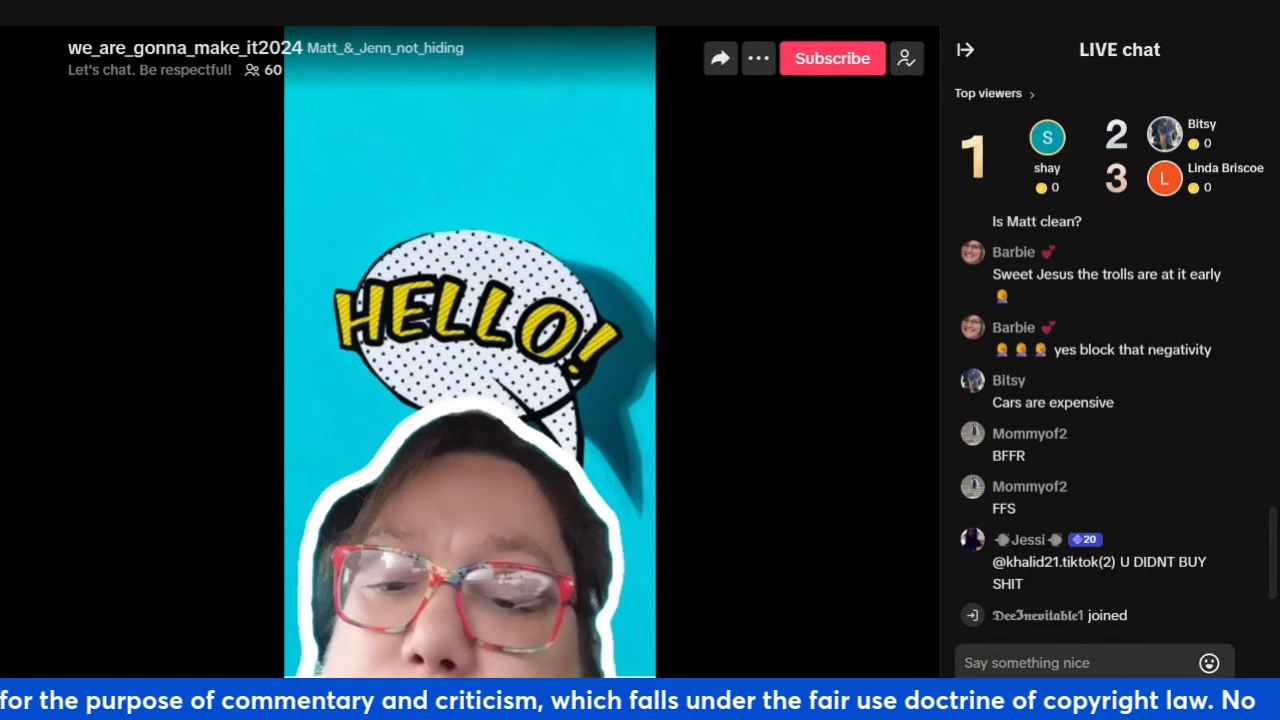 we_are_gonna_make_it2024 Matt_&_Jenn_not_hiding
Let's chat. Be respectful! 60
Subscribe
LIVE chat
Top viewers >
1
S
shay
0
2
Bitsy
0
3
L
Linda Briscoe
0
HELLO!
Is Matt clean?
Barbie 💕
Sweet Jesus the trolls are at it early
🤦‍♀️
Barbie 💕
🤦‍♀️ 🤦‍♀️ 🤦‍♀️ yes block that negativity
Bitsy
Cars are expensive
Mommyof2
BFFR
Mommyof2
FFS
Jessi 20
@khalid21.tiktok(2) U DIDNT BUY
SHIT
𝕯𝖊𝖊𝕴𝖓𝖊𝖛𝖎𝖙𝖆𝖇𝖑𝖊1 joined
Say something nice
for the purpose of commentary and criticism, which falls under the fair use doctrine of copyright law. No